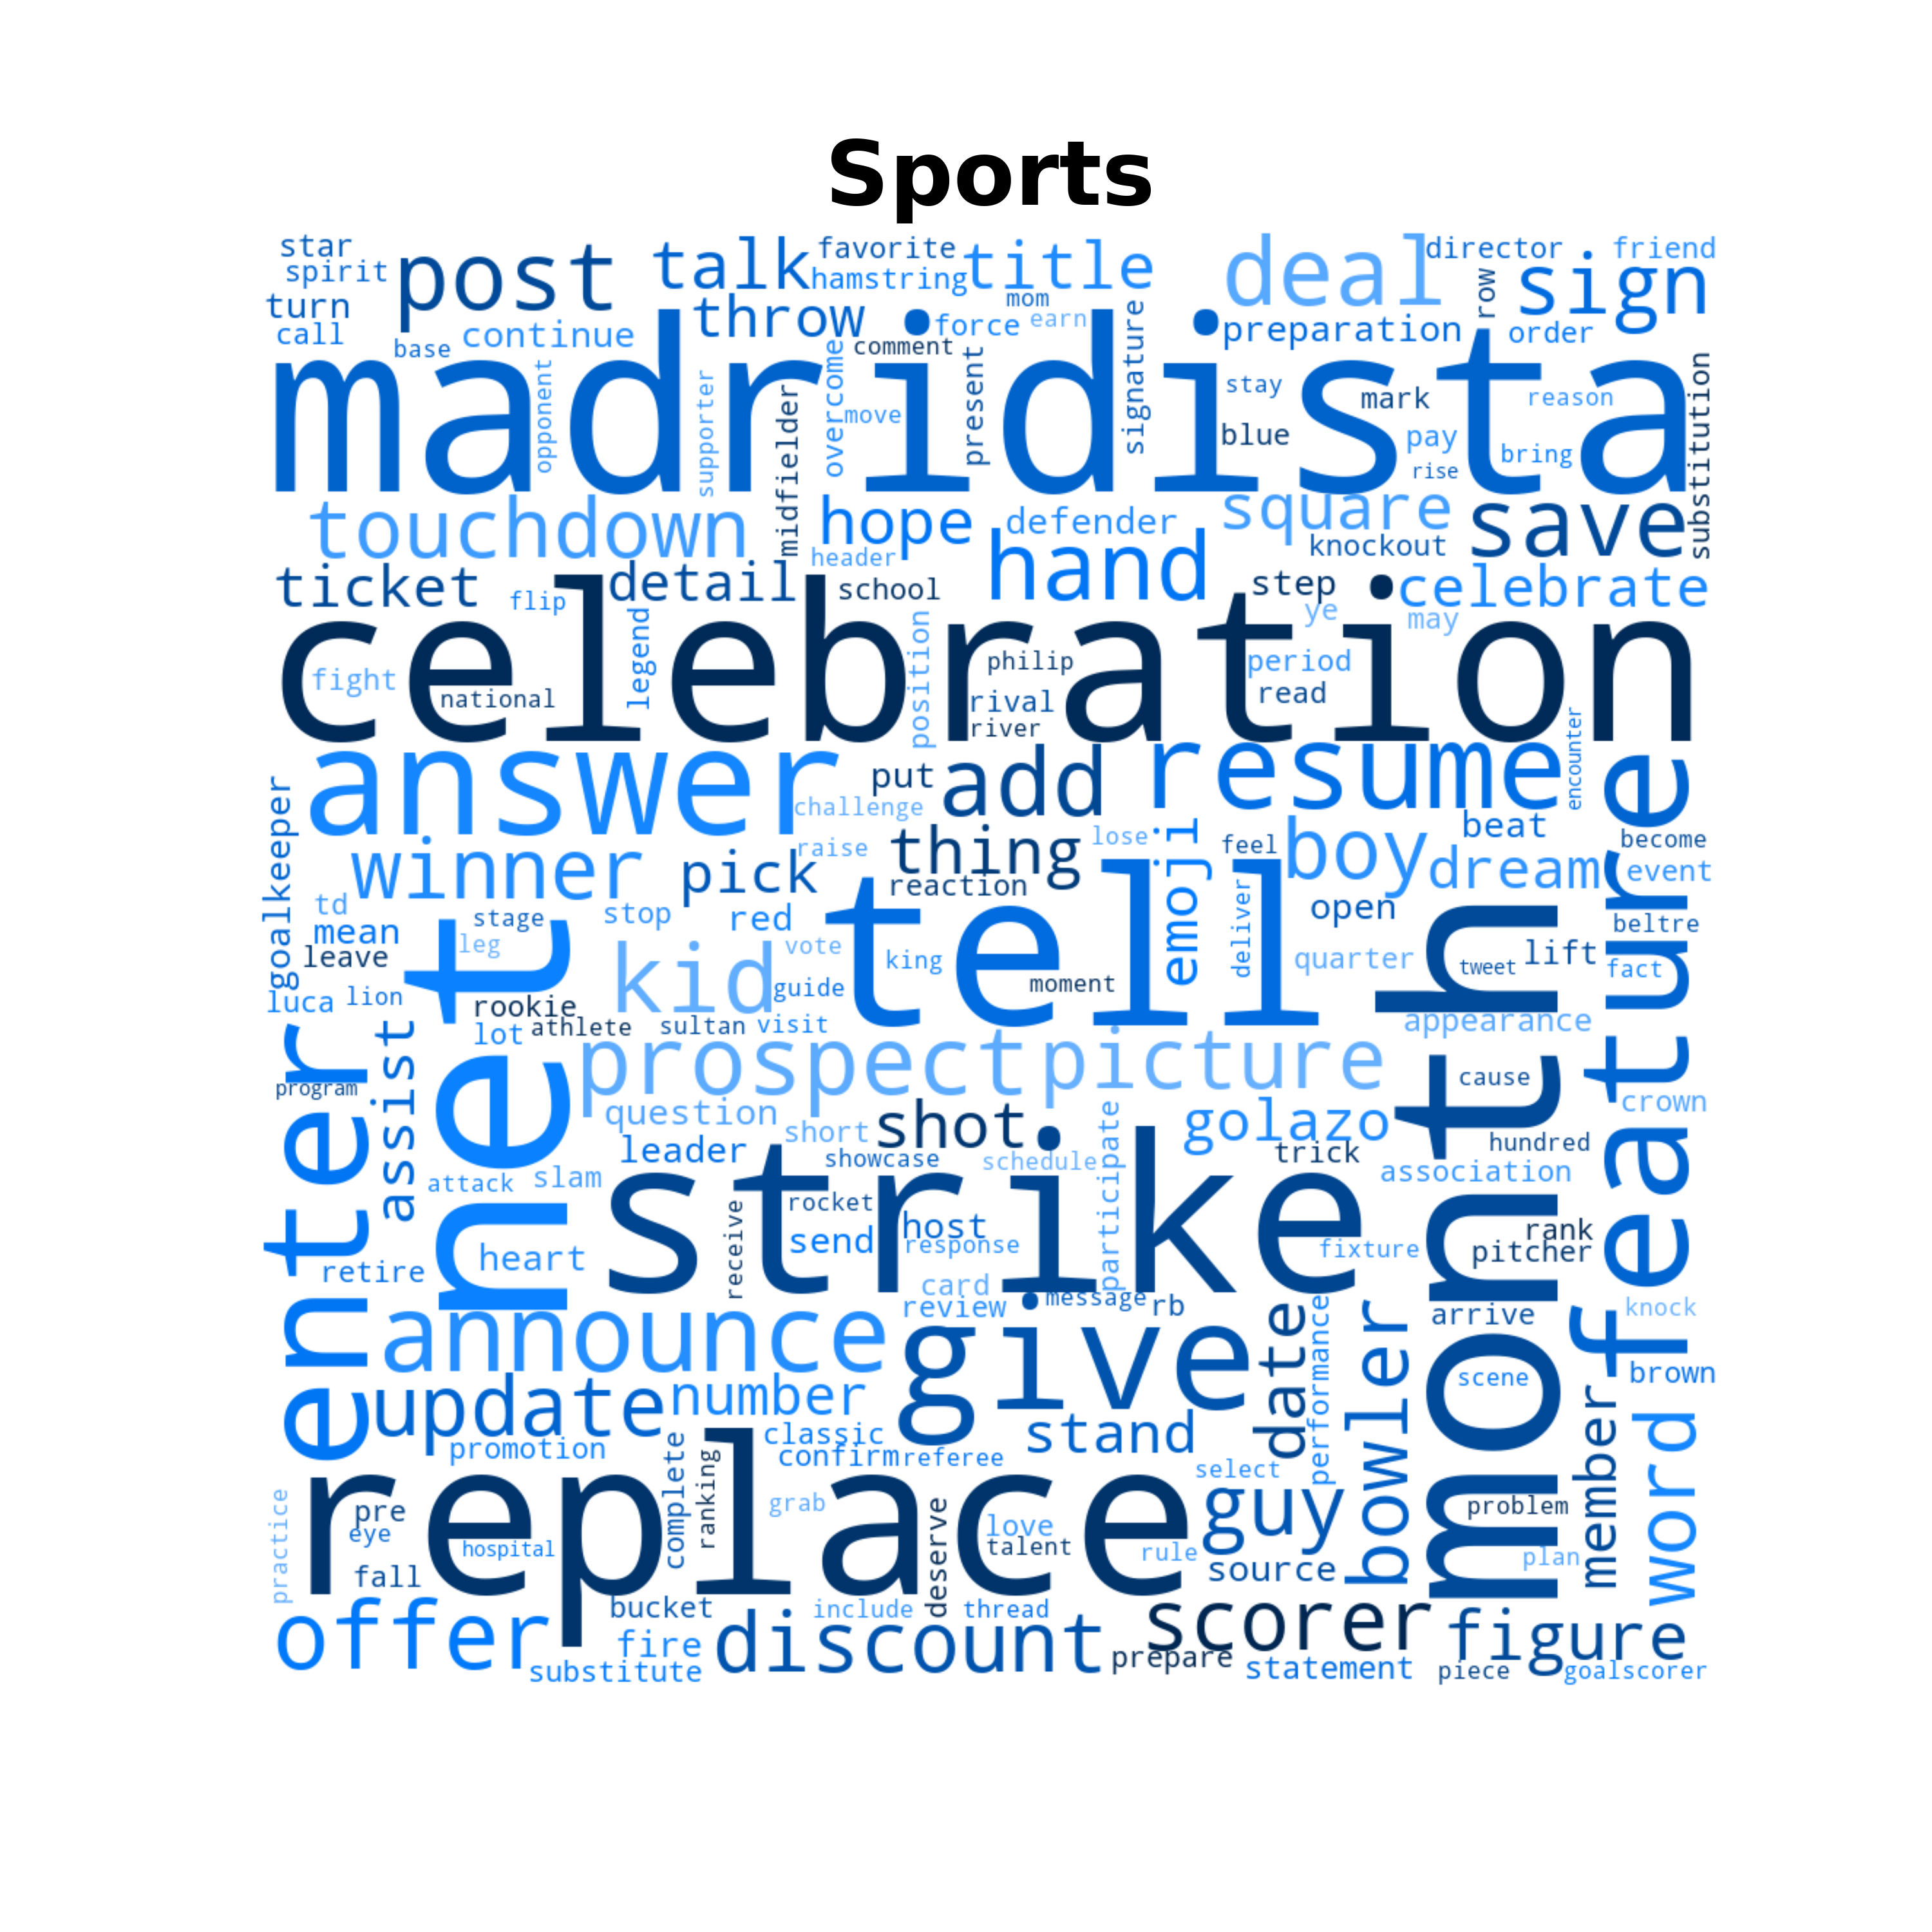 Sports
star
spirit
post
talk
favorite
hamstring
title
deal
director
friend
row
sign
turn
call
base
continue
throw
force
mom
earn
preparation
order
comment
madridista
opponent
supporter
midfielder
overcome
move
present
signature
stay
blue
mark
pay
rise
reason
bring
substitution
touchdown
hope
header
defender
hand
square
knockout
save
ticket
flip
detail
school
step
celebrate
ye
may
celebration
fight
national
legend
position
philip
rival
river
period
read
encounter
answer
put
add
resume
challenge
goalkeeper
winner
pick
raise
thing
reaction
lose
emoji
feel
boy
beat
dream
become
event
feature
td
mean
leave
stage
leg
stop
red
vote
king
tell
moment
deliver
open
quarter
tweet
lift
beltre
fact
month
luca
lion
net
rookie
lot
athlete
kid
guide
sultan
visit
appearance
enter
program
assist
prospect
picture
cause
crown
question
short
shot
golazo
participate
leader
showcase
schedule
trick
hundred
association
attack
slam
strike
receive
rocket
send
host
response
fixture
rank
pitcher
heart
retire
card
review
message
rb
arrive
knock
announce
give
date
performance
bowler
scene
brown
member
word
update
number
classic
confirm
referee
stand
select
promotion
complete
ranking
replace
practice
pre
eye
hospital
fall
grab
deserve
love
talent
rule
guy
source
problem
plan
offer
bucket
fire
substitute
include
thread
discount
prepare
scorer
statement
figure
piece
goalscorer